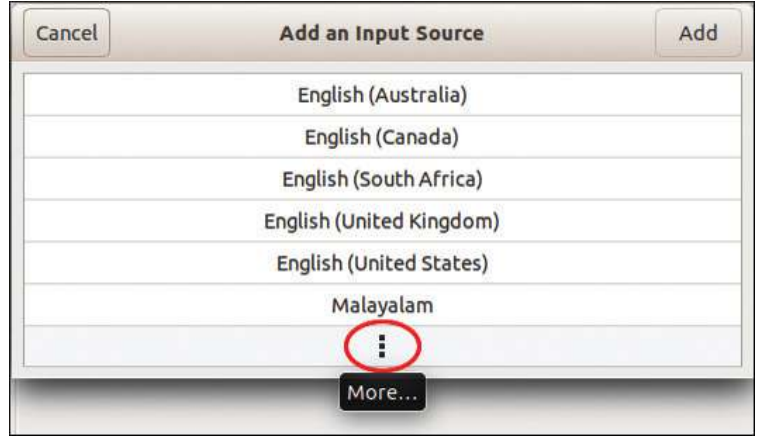 Cancel Add an Input Source Add
English (Australia)
English (Canada)
English (South Africa)
English (United Kingdom)
English (United States)
Malayalam
More...